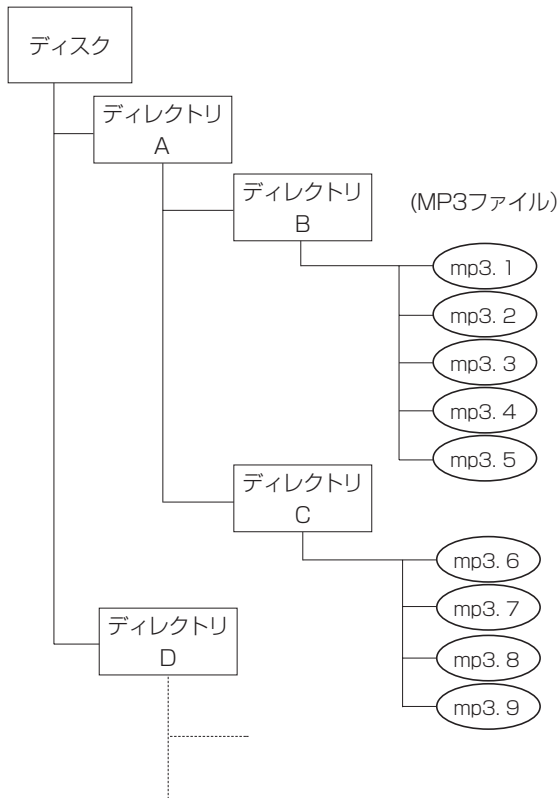 ディスク
ディレクトリ
A
ディレクトリ
B
(MP3ファイル)
mp3. 1
mp3. 2
mp3. 3
mp3. 4
mp3. 5
ディレクトリ
C
mp3. 6
mp3. 7
mp3. 8
mp3. 9
ディレクトリ
D